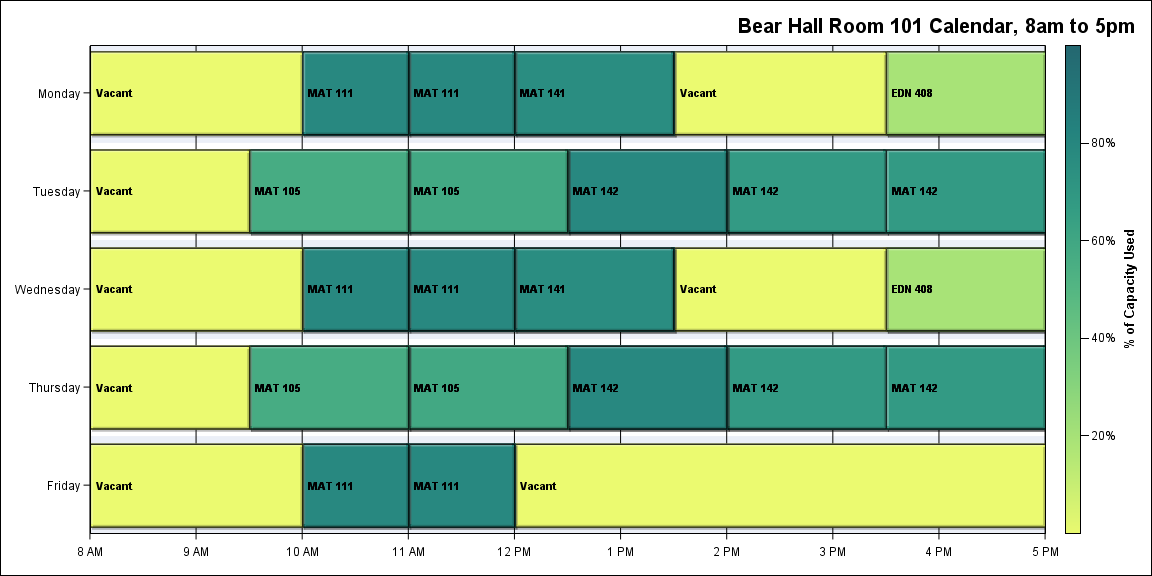 Bear Hall Room 101 Calendar, 8am to 5pm
Monday
Vacant
MAT 111
MAT 111
MAT 141
Vacant
EDN 408
Tuesday
Vacant
MAT 105
MAT 105
MAT 142
MAT 142
MAT 142
Wednesday
Vacant
MAT 111
MAT 111
MAT 141
Vacant
EDN 408
Thursday
Vacant
MAT 105
MAT 105
MAT 142
MAT 142
MAT 142
Friday
Vacant
MAT 111
MAT 111
Vacant
8 AM
9 AM
10 AM
11 AM
12 PM
1 PM
2 PM
3 PM
4 PM
5 PM
80%
60%
40%
20%
% of Capacity Used